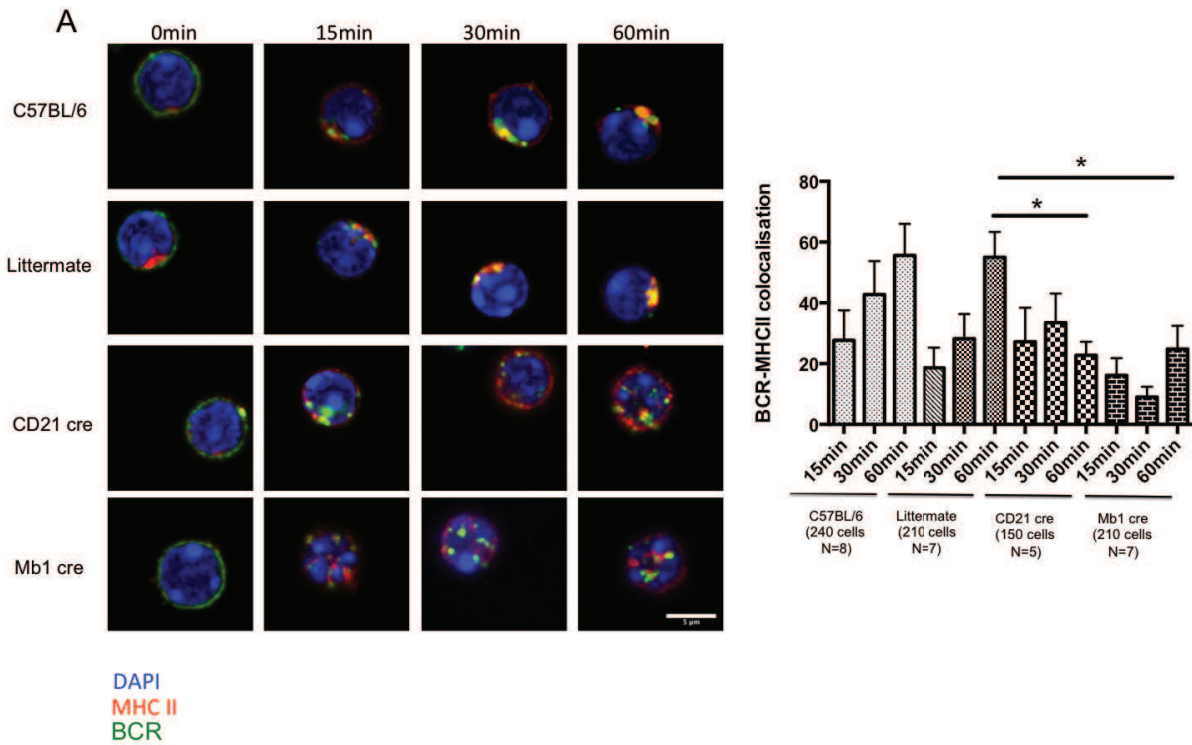 A
0min 15min 30min 60min
C57BL/6
Littermate
CD21 cre
Mb1 cre
5 µm
DAPI
MHC II
BCR
* 
*
BCR-MHCII colocalisation
80
60
40
20
0
15min 30min 60min 15min 30min 60min 15min 30min 60min 15min 30min 60min
C57BL/6 Littermate CD21 cre Mb1 cre
(240 cells (210 cells (150 cells (210 cells
N=8) N=7) N=5) N=7)